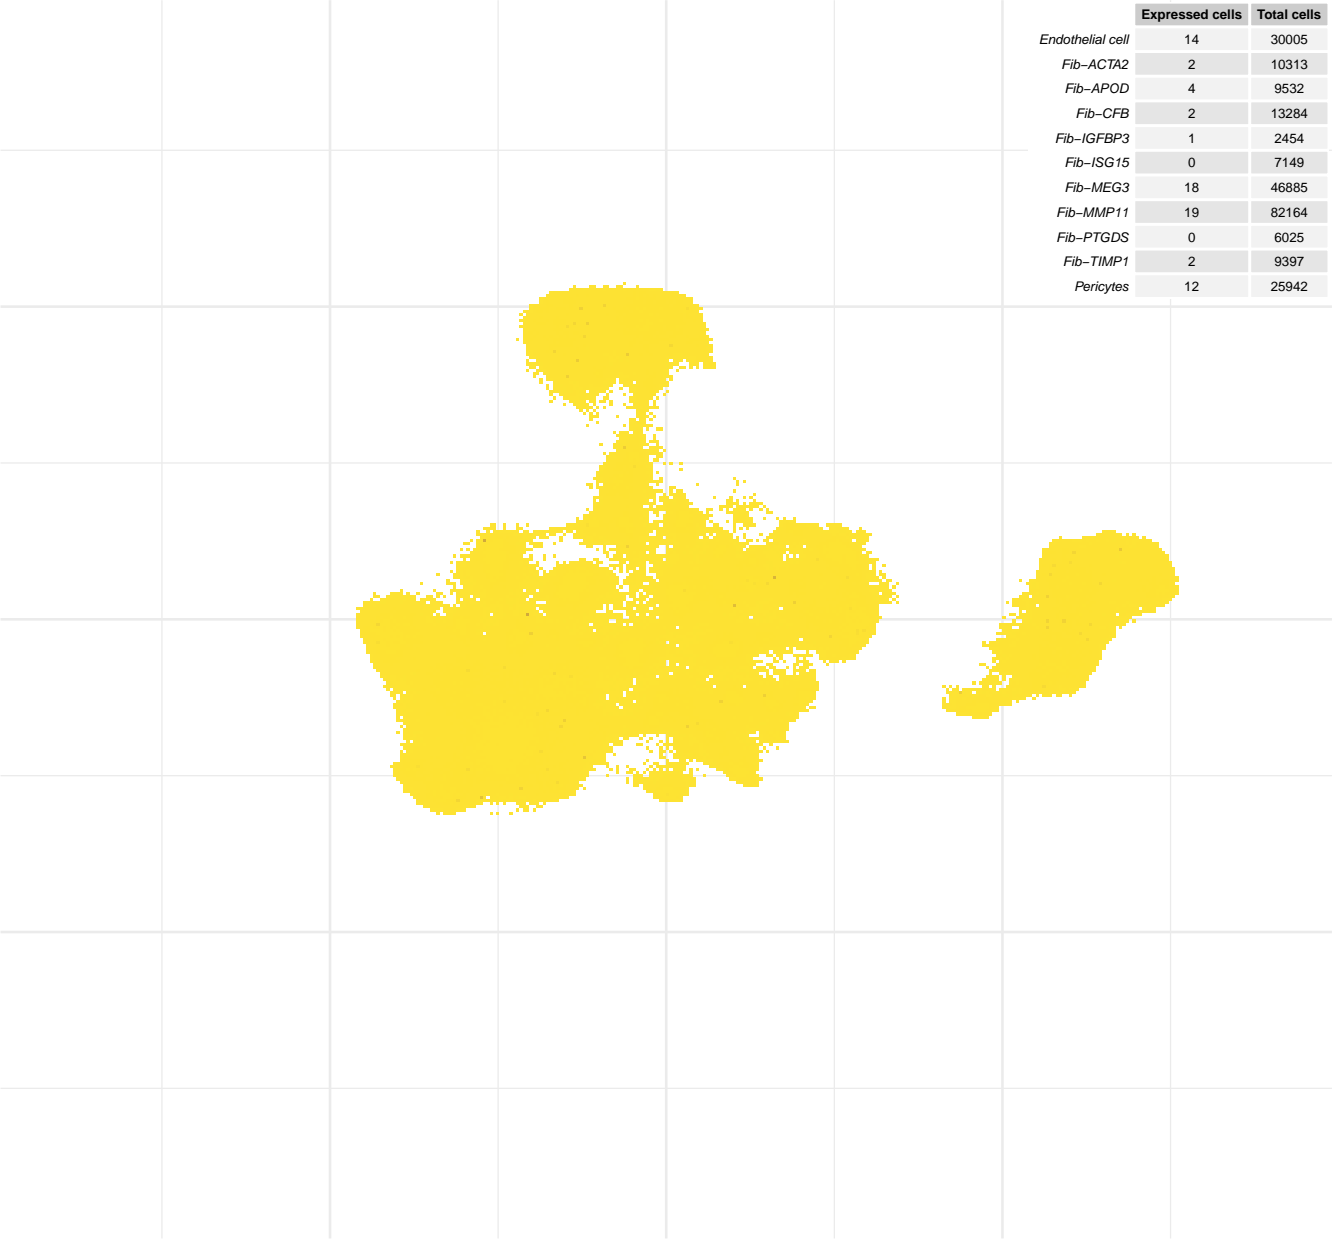 Expressed cells Total cells
Endothelial cell 14 30005
Fib−ACTA2 2 10313
Fib−APOD 4 9532
Fib−CFB 2 13284
Fib−IGFBP3 1 2454
Fib−ISG15 0 7149
Fib−MEG3 18 46885
Fib−MMP11 19 82164
Fib−PTGDS 0 6025
Fib−TIMP1 2 9397
Pericytes 12 25942